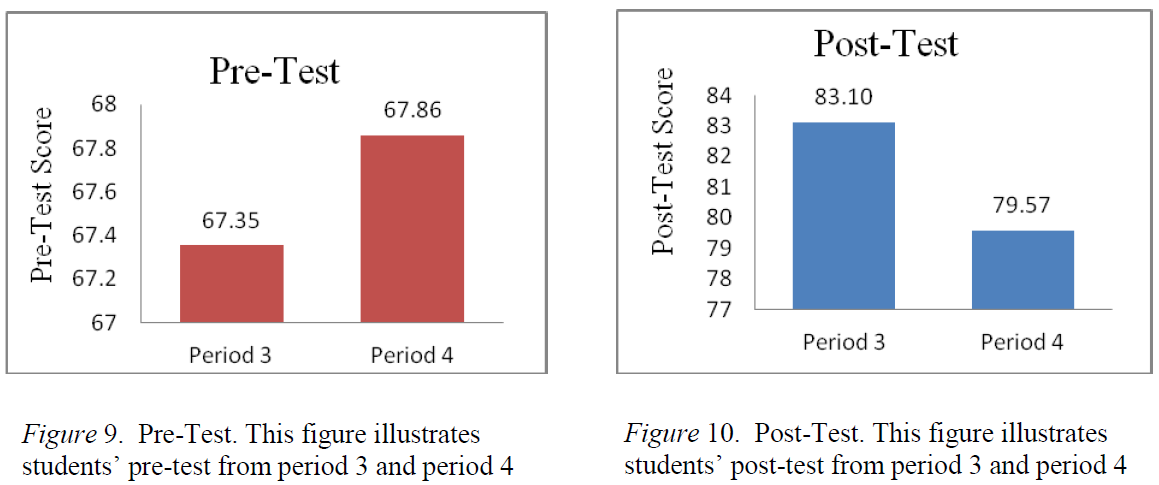 Pre-Test
Pre-Test Score
68
67.8
67.6
67.4
67.2
67
67.35
67.86
Period 3
Period 4
Figure 9. Pre-Test. This figure illustrates
students’ pre-test from period 3 and period 4
Post-Test
Post-Test Score
84
83
82
81
80
79
78
77
83.10
79.57
Period 3
Period 4
Figure 10. Post-Test. This figure illustrates
students’ post-test from period 3 and period 4